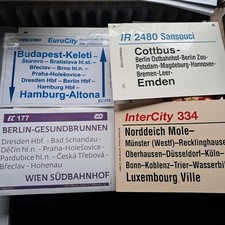 EuroCity
Budapest-Keleti -
Štúrovo – Bratislava hl.st. –
Břeclav – Brno hl.n. –
Praha-Holešovice –
Dresden Hbf – Berlin Hbf –
Hamburg Hbf –
Hamburg-Altona
EC 178
IR 2480 Sansouci
Cottbus-
Berlin Ostbahnhof-Berlin Zoo-
Potsdam-Magdeburg-Hannover-
Bremen-Leer-
Emden
EC 177
BERLIN-GESUNDBRUNNEN
Dresden Hbf - Bad Schandau -
Děčín hl.n. - Praha-Holešovice -
Pardubice hl.n. - Česká Třebová
Břeclav - Hohenau
WIEN SÜDBAHNHOF
InterCity 334
Norddeich Mole–
Münster (Westf)-Recklinghausen-
Oberhausen–Düsseldorf–Köln–
Bonn–Koblenz–Trier–Wasserbillig
Luxembourg Ville